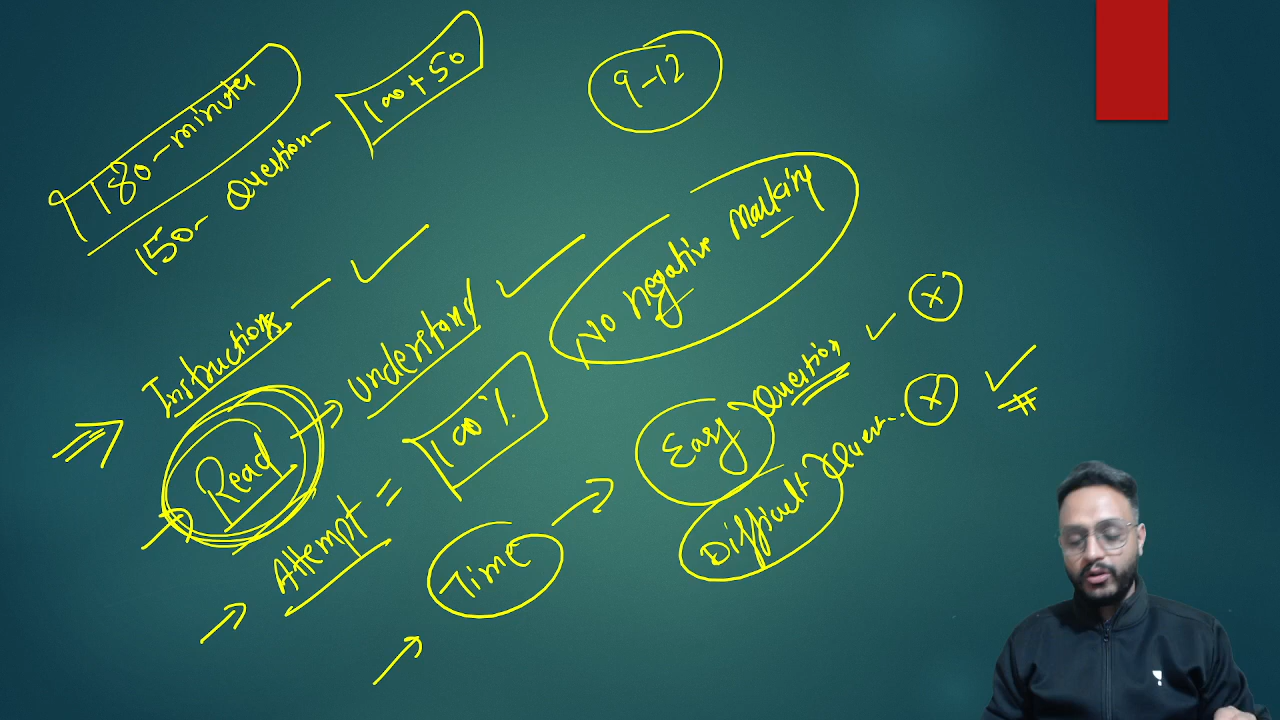 180-minutes
150- Question- 100+50
9-12
Instructions -
Read → understand
No negative Marking
Attempt = 100%
Time → Easy Question
Difficult Quest..